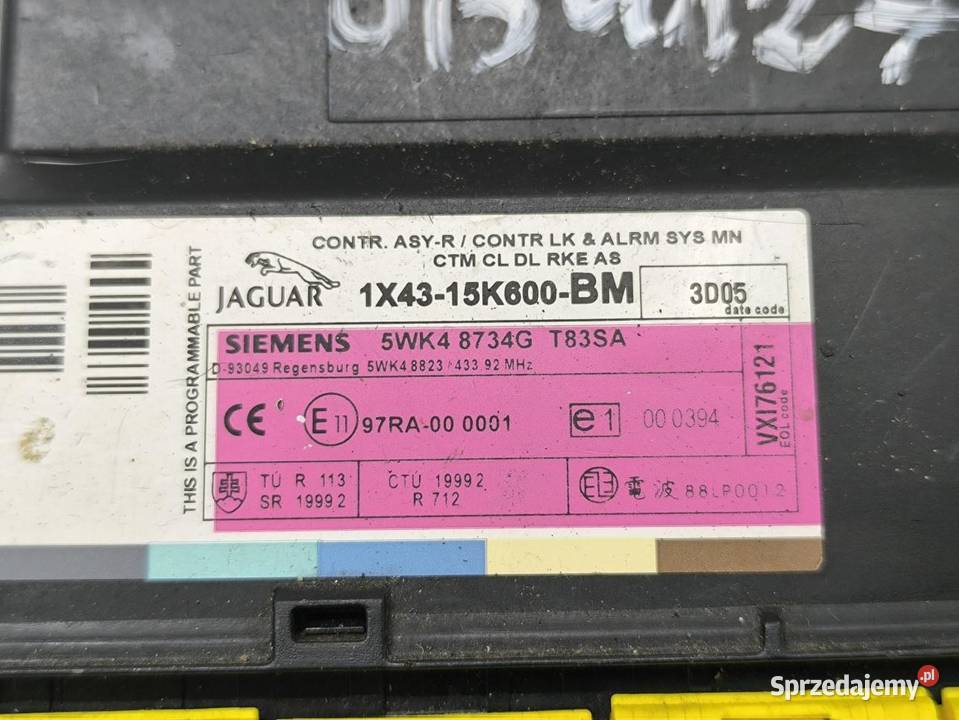 CONTR. ASY-R / CONTR LK & ALRM SYS MN
CTM CL DL RKE AS
JAGUAR 1X43-15K600-BM 3D05
date code
SIEMENS 5WK4 8734G T83SA
D-93049 Regensburg 5WK4 8823 / 433 92 MHz
CE E 11 97RA-00 0001 e1 00 0394
VXI76121
EOL code
TÚ R 113
SR 1999 2
CTU 1999 2
R 712
電波 88LP0012
THIS IS A PROGRAMMABLE PART
Sprzedajemy.pl